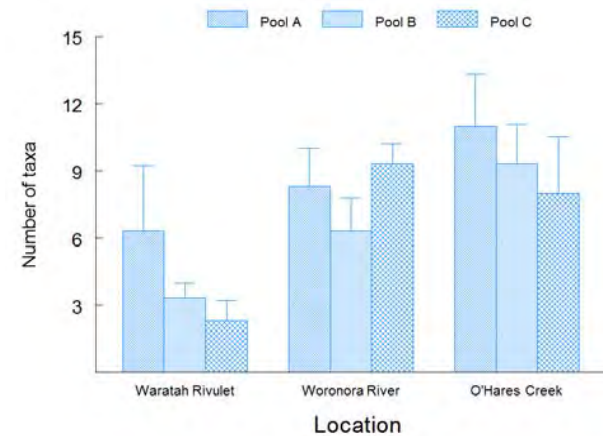 Pool A Pool B Pool C
15
12
9
6
3
Number of taxa
Waratah Rivulet Woronora River O'Hares Creek
Location